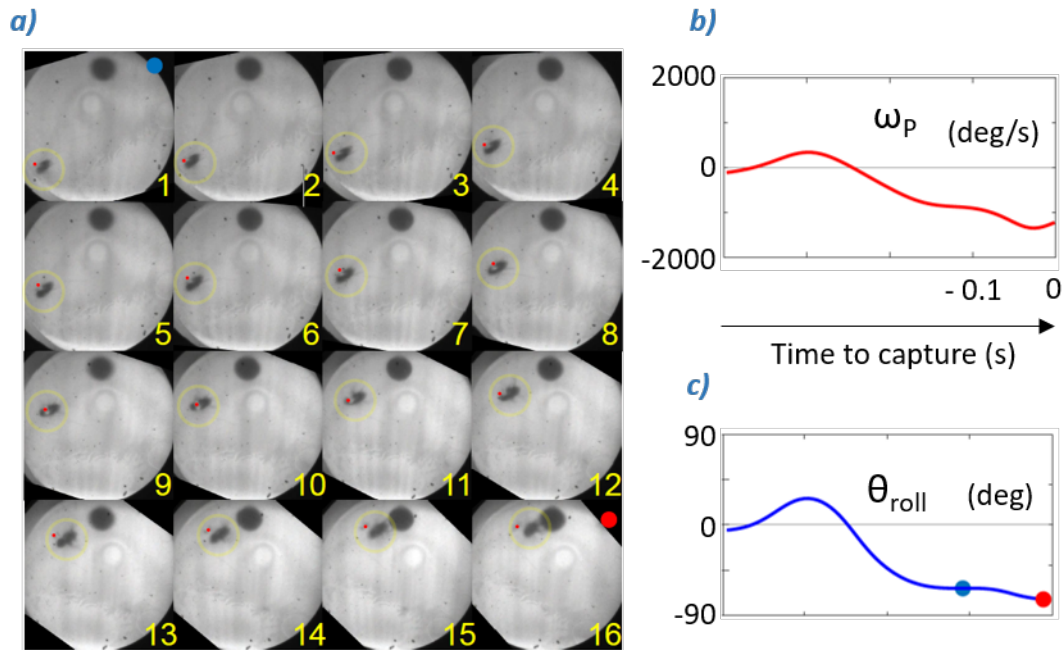 a)
1 2 3 4
5 6 7 8
9 10 11 12
13 14 15 16
b)
2000
0
-2000
ωP (deg/s)
- 0.1 0
Time to capture (s)
c)
90
0
-90
θroll (deg)